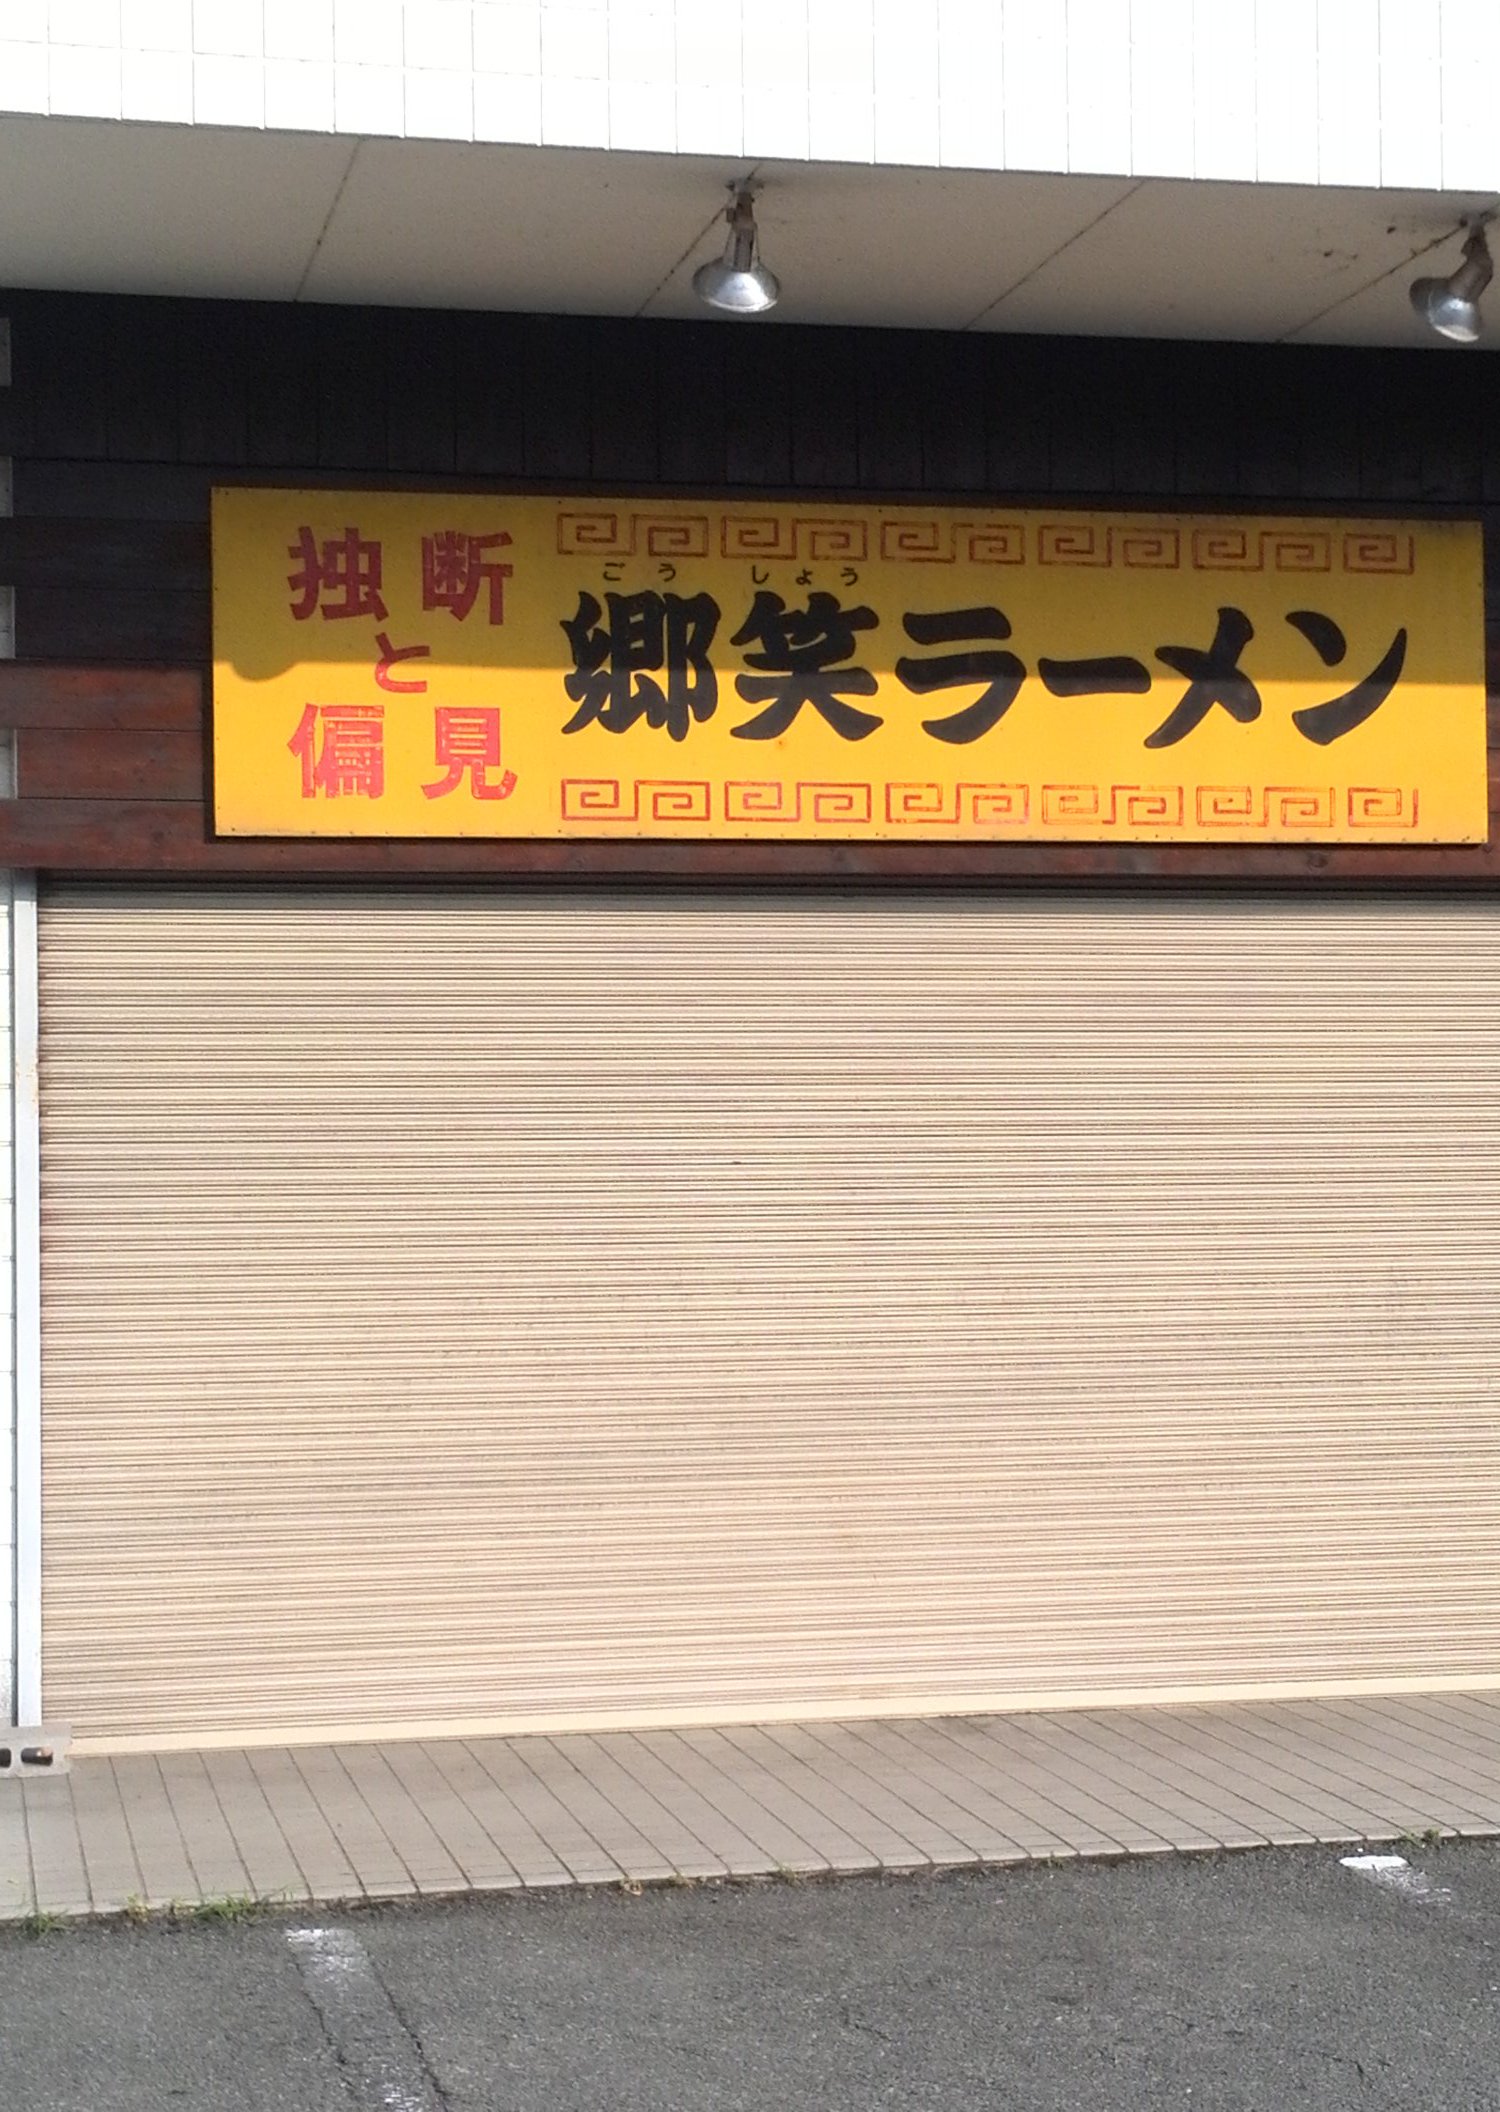 独断
と
偏見
ごう しょう
郷笑ラーメン